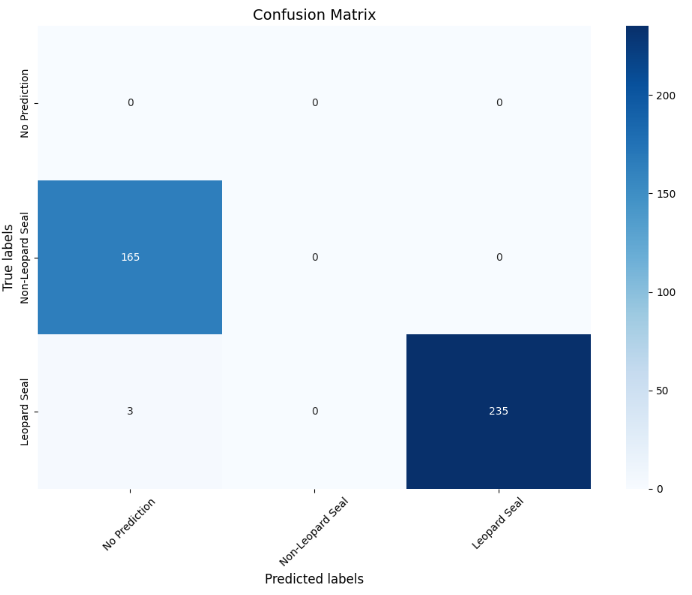 Confusion Matrix
True labels
No Prediction
0
0
0
Non-Leopard Seal
165
0
0
Leopard Seal
3
0
235
No Prediction
Non-Leopard Seal
Leopard Seal
Predicted labels
200
150
100
50
0